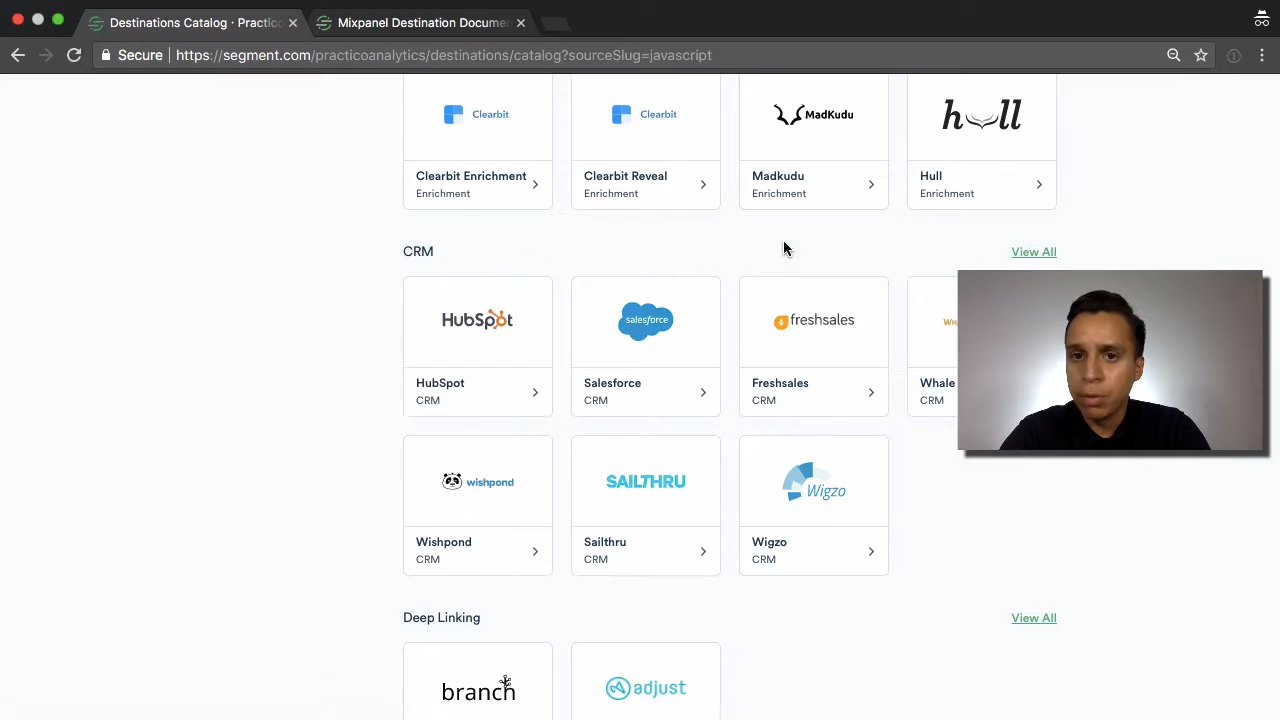 Destinations Catalog · Practico
Mixpanel Destination Documen
Secure
https://segment.com/practicoanalytics/destinations/catalog?sourceSlug=javascript
Clearbit
Clearbit
MadKudu
hull
Clearbit Enrichment
Enrichment
Clearbit Reveal
Enrichment
Madkudu
Enrichment
Hull
Enrichment
CRM
View All
HubSpot
salesforce
freshsales
HubSpot
CRM
Salesforce
CRM
Freshsales
CRM
Whale
CRM
wishpond
SAILTHRU
Wigzo
Wishpond
CRM
Sailthru
CRM
Wigzo
CRM
Deep Linking
View All
branch
adjust